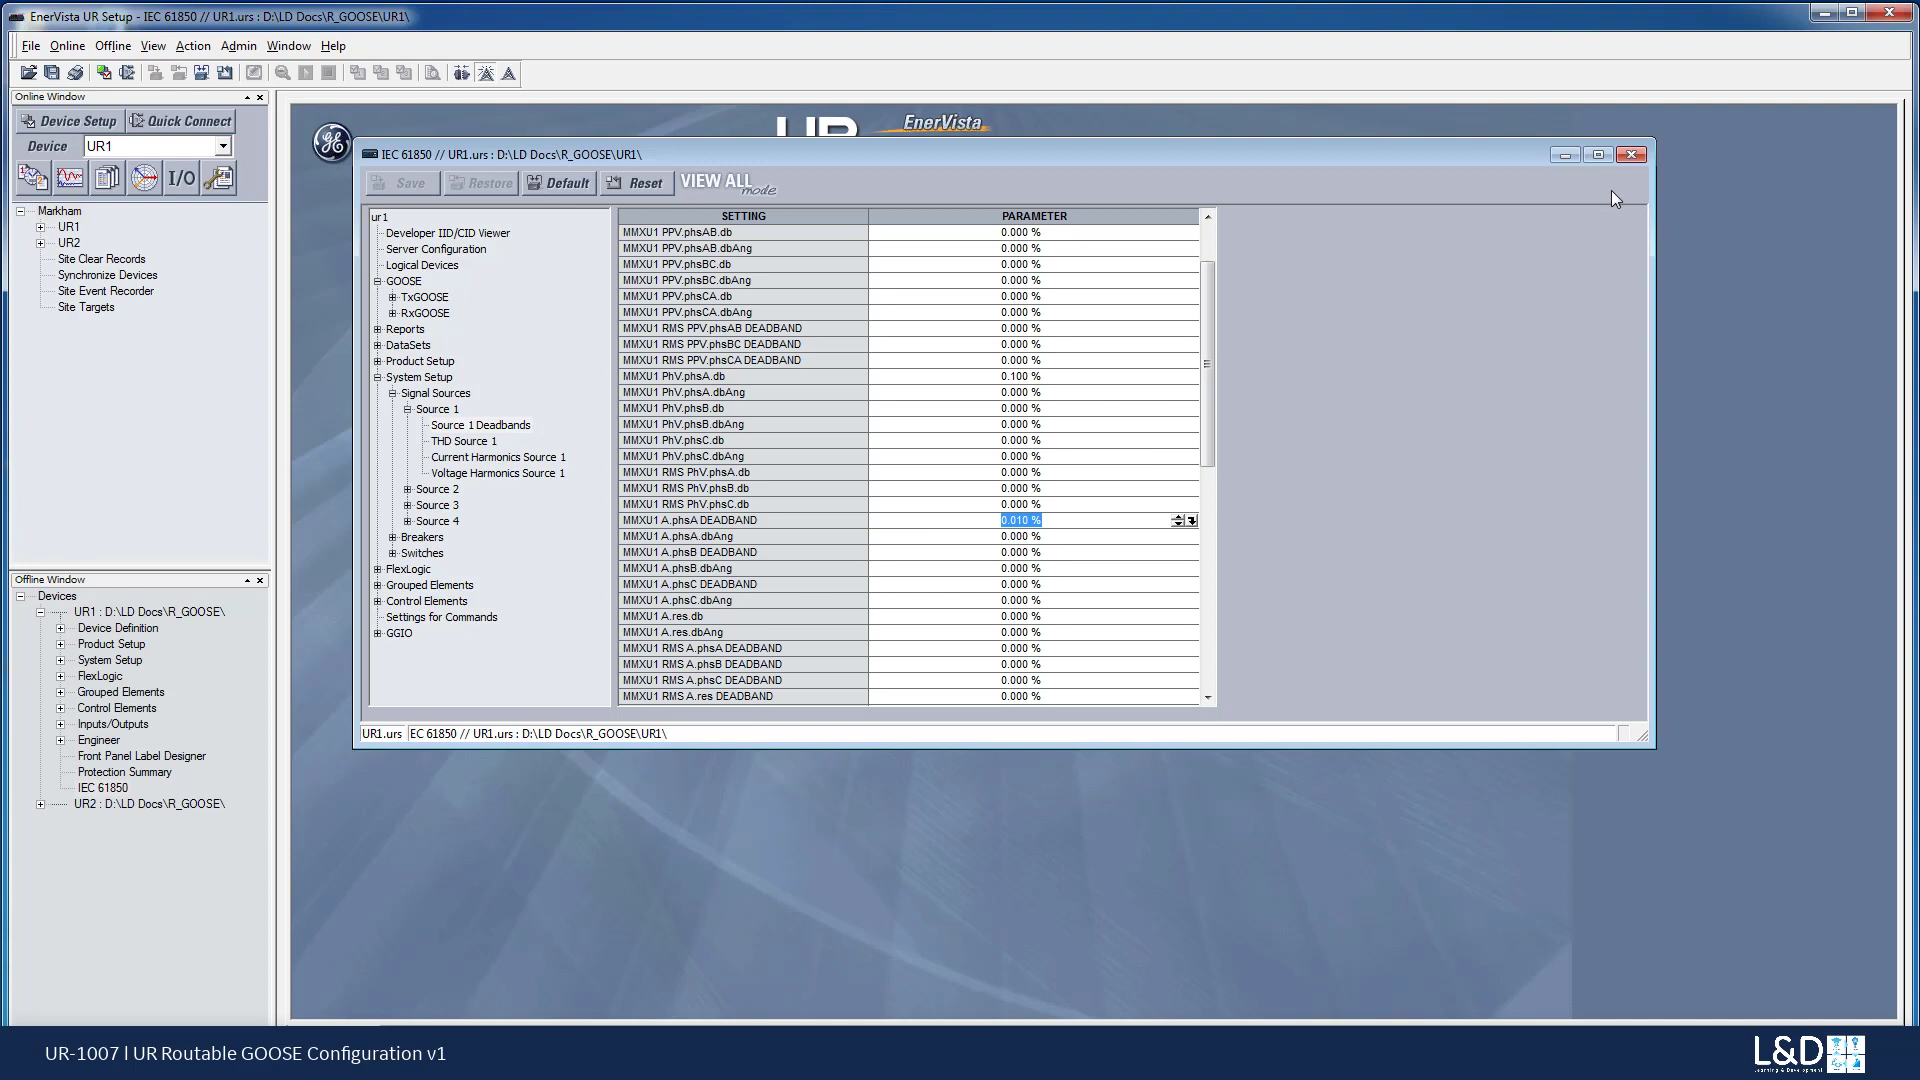 EnerVista UR Setup - IEC 61850 // UR1.urs : D:\LD Docs\R_GOOSE\UR1\
File Online Offline View Action Admin Window Help
Online Window
Device Setup Quick Connect
Device UR1
I/O
Markham
UR1
UR2
Site Clear Records
Synchronize Devices
Site Event Recorder
Site Targets
Offline Window
Devices
UR1 : D:\LD Docs\R_GOOSE\
Device Definition
Product Setup
System Setup
FlexLogic
Grouped Elements
Control Elements
Inputs/Outputs
Engineer
Front Panel Label Designer
Protection Summary
IEC 61850
UR2 : D:\LD Docs\R_GOOSE\
UR EnerVista
IEC 61850 // UR1.urs : D:\LD Docs\R_GOOSE\UR1\
Save Restore Default Reset VIEW ALL mode
ur1
Developer IID/CID Viewer
Server Configuration
Logical Devices
GOOSE
TxGOOSE
RxGOOSE
Reports
DataSets
Product Setup
System Setup
Signal Sources
Source 1
Source 1 Deadbands
THD Source 1
Current Harmonics Source 1
Voltage Harmonics Source 1
Source 2
Source 3
Source 4
Breakers
Switches
FlexLogic
Grouped Elements
Control Elements
Settings for Commands
GGIO
SETTING PARAMETER
MMXU1 PPV.phsAB.db 0.000 %
MMXU1 PPV.phsAB.dbAng 0.000 %
MMXU1 PPV.phsBC.db 0.000 %
MMXU1 PPV.phsBC.dbAng 0.000 %
MMXU1 PPV.phsCA.db 0.000 %
MMXU1 PPV.phsCA.dbAng 0.000 %
MMXU1 RMS PPV.phsAB DEADBAND 0.000 %
MMXU1 RMS PPV.phsBC DEADBAND 0.000 %
MMXU1 RMS PPV.phsCA DEADBAND 0.000 %
MMXU1 PhV.phsA.db 0.100 %
MMXU1 PhV.phsA.dbAng 0.000 %
MMXU1 PhV.phsB.db 0.000 %
MMXU1 PhV.phsB.dbAng 0.000 %
MMXU1 PhV.phsC.db 0.000 %
MMXU1 PhV.phsC.dbAng 0.000 %
MMXU1 RMS PhV.phsA.db 0.000 %
MMXU1 RMS PhV.phsB.db 0.000 %
MMXU1 RMS PhV.phsC.db 0.000 %
MMXU1 A.phsA DEADBAND 0.010 %
MMXU1 A.phsA.dbAng 0.000 %
MMXU1 A.phsB DEADBAND 0.000 %
MMXU1 A.phsB.dbAng 0.000 %
MMXU1 A.phsC DEADBAND 0.000 %
MMXU1 A.phsC.dbAng 0.000 %
MMXU1 A.res.db 0.000 %
MMXU1 A.res.dbAng 0.000 %
MMXU1 RMS A.phsA DEADBAND 0.000 %
MMXU1 RMS A.phsB DEADBAND 0.000 %
MMXU1 RMS A.phsC DEADBAND 0.000 %
MMXU1 RMS A.res DEADBAND 0.000 %
UR1.urs EC 61850 // UR1.urs : D:\LD Docs\R_GOOSE\UR1\
UR-1007 l UR Routable GOOSE Configuration v1
L&D
Learning & Development